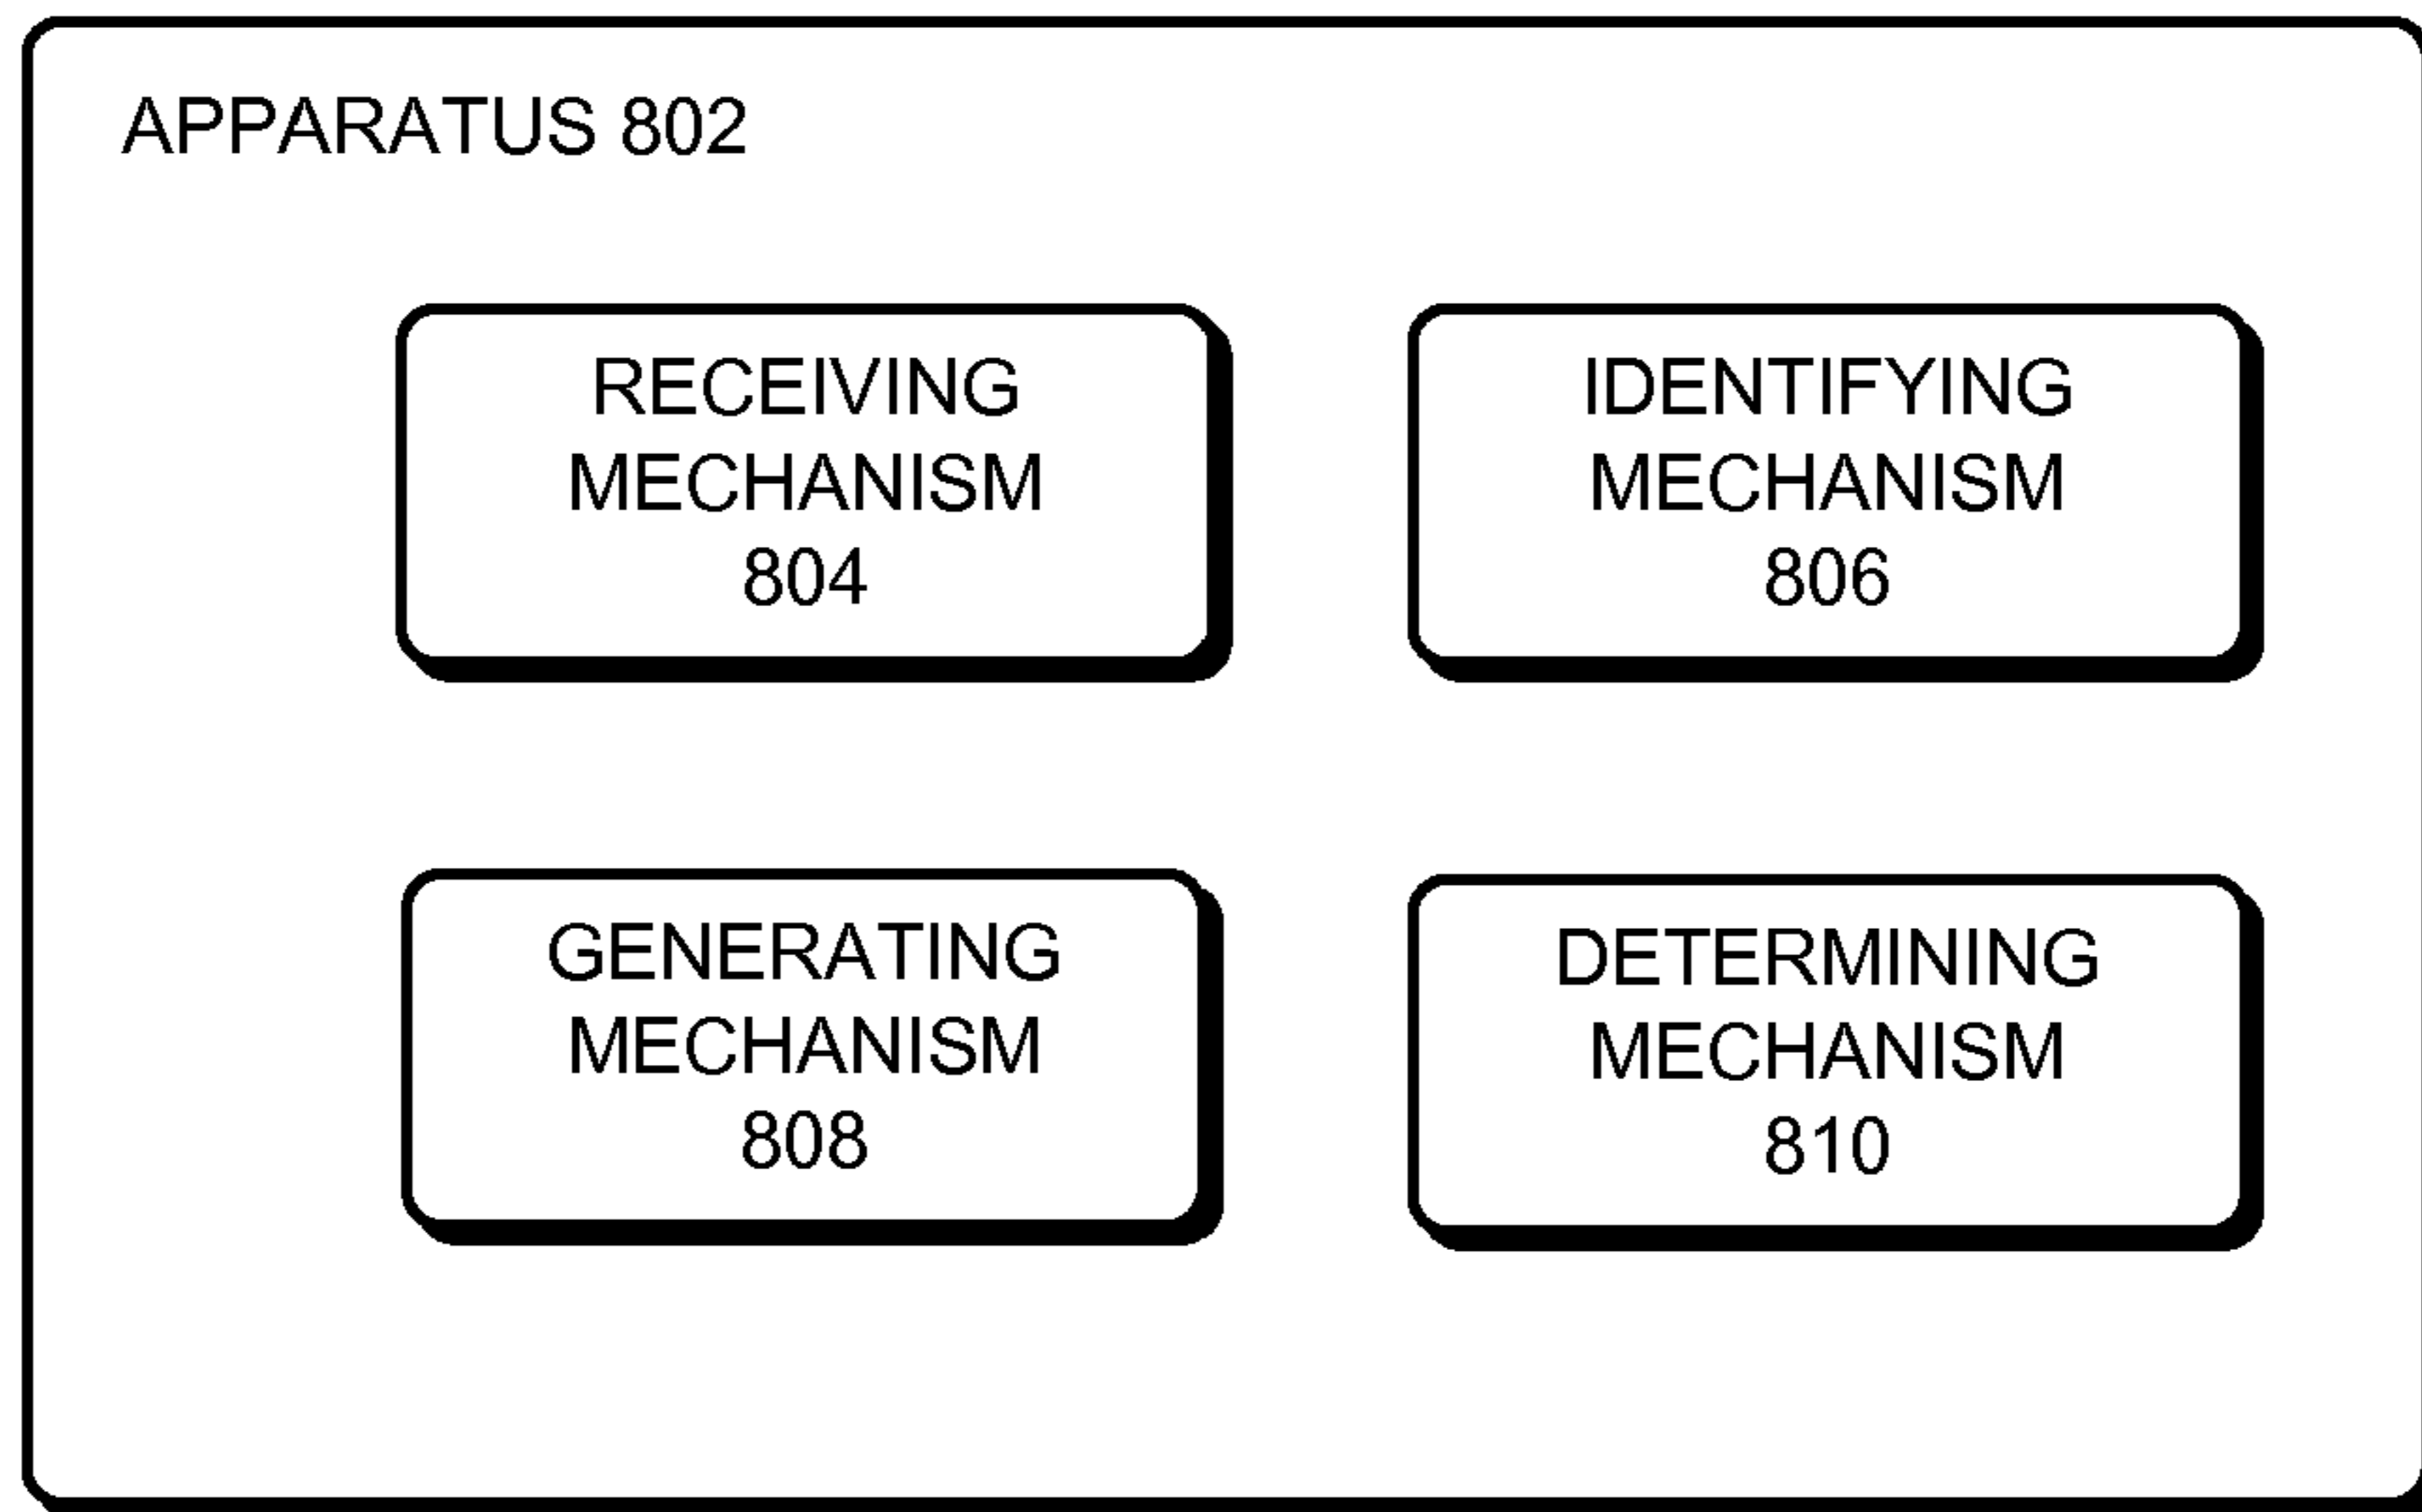 APPARATUS 802
RECEIVING
MECHANISM
804
IDENTIFYING
MECHANISM
806
GENERATING
MECHANISM
808
DETERMINING
MECHANISM
810